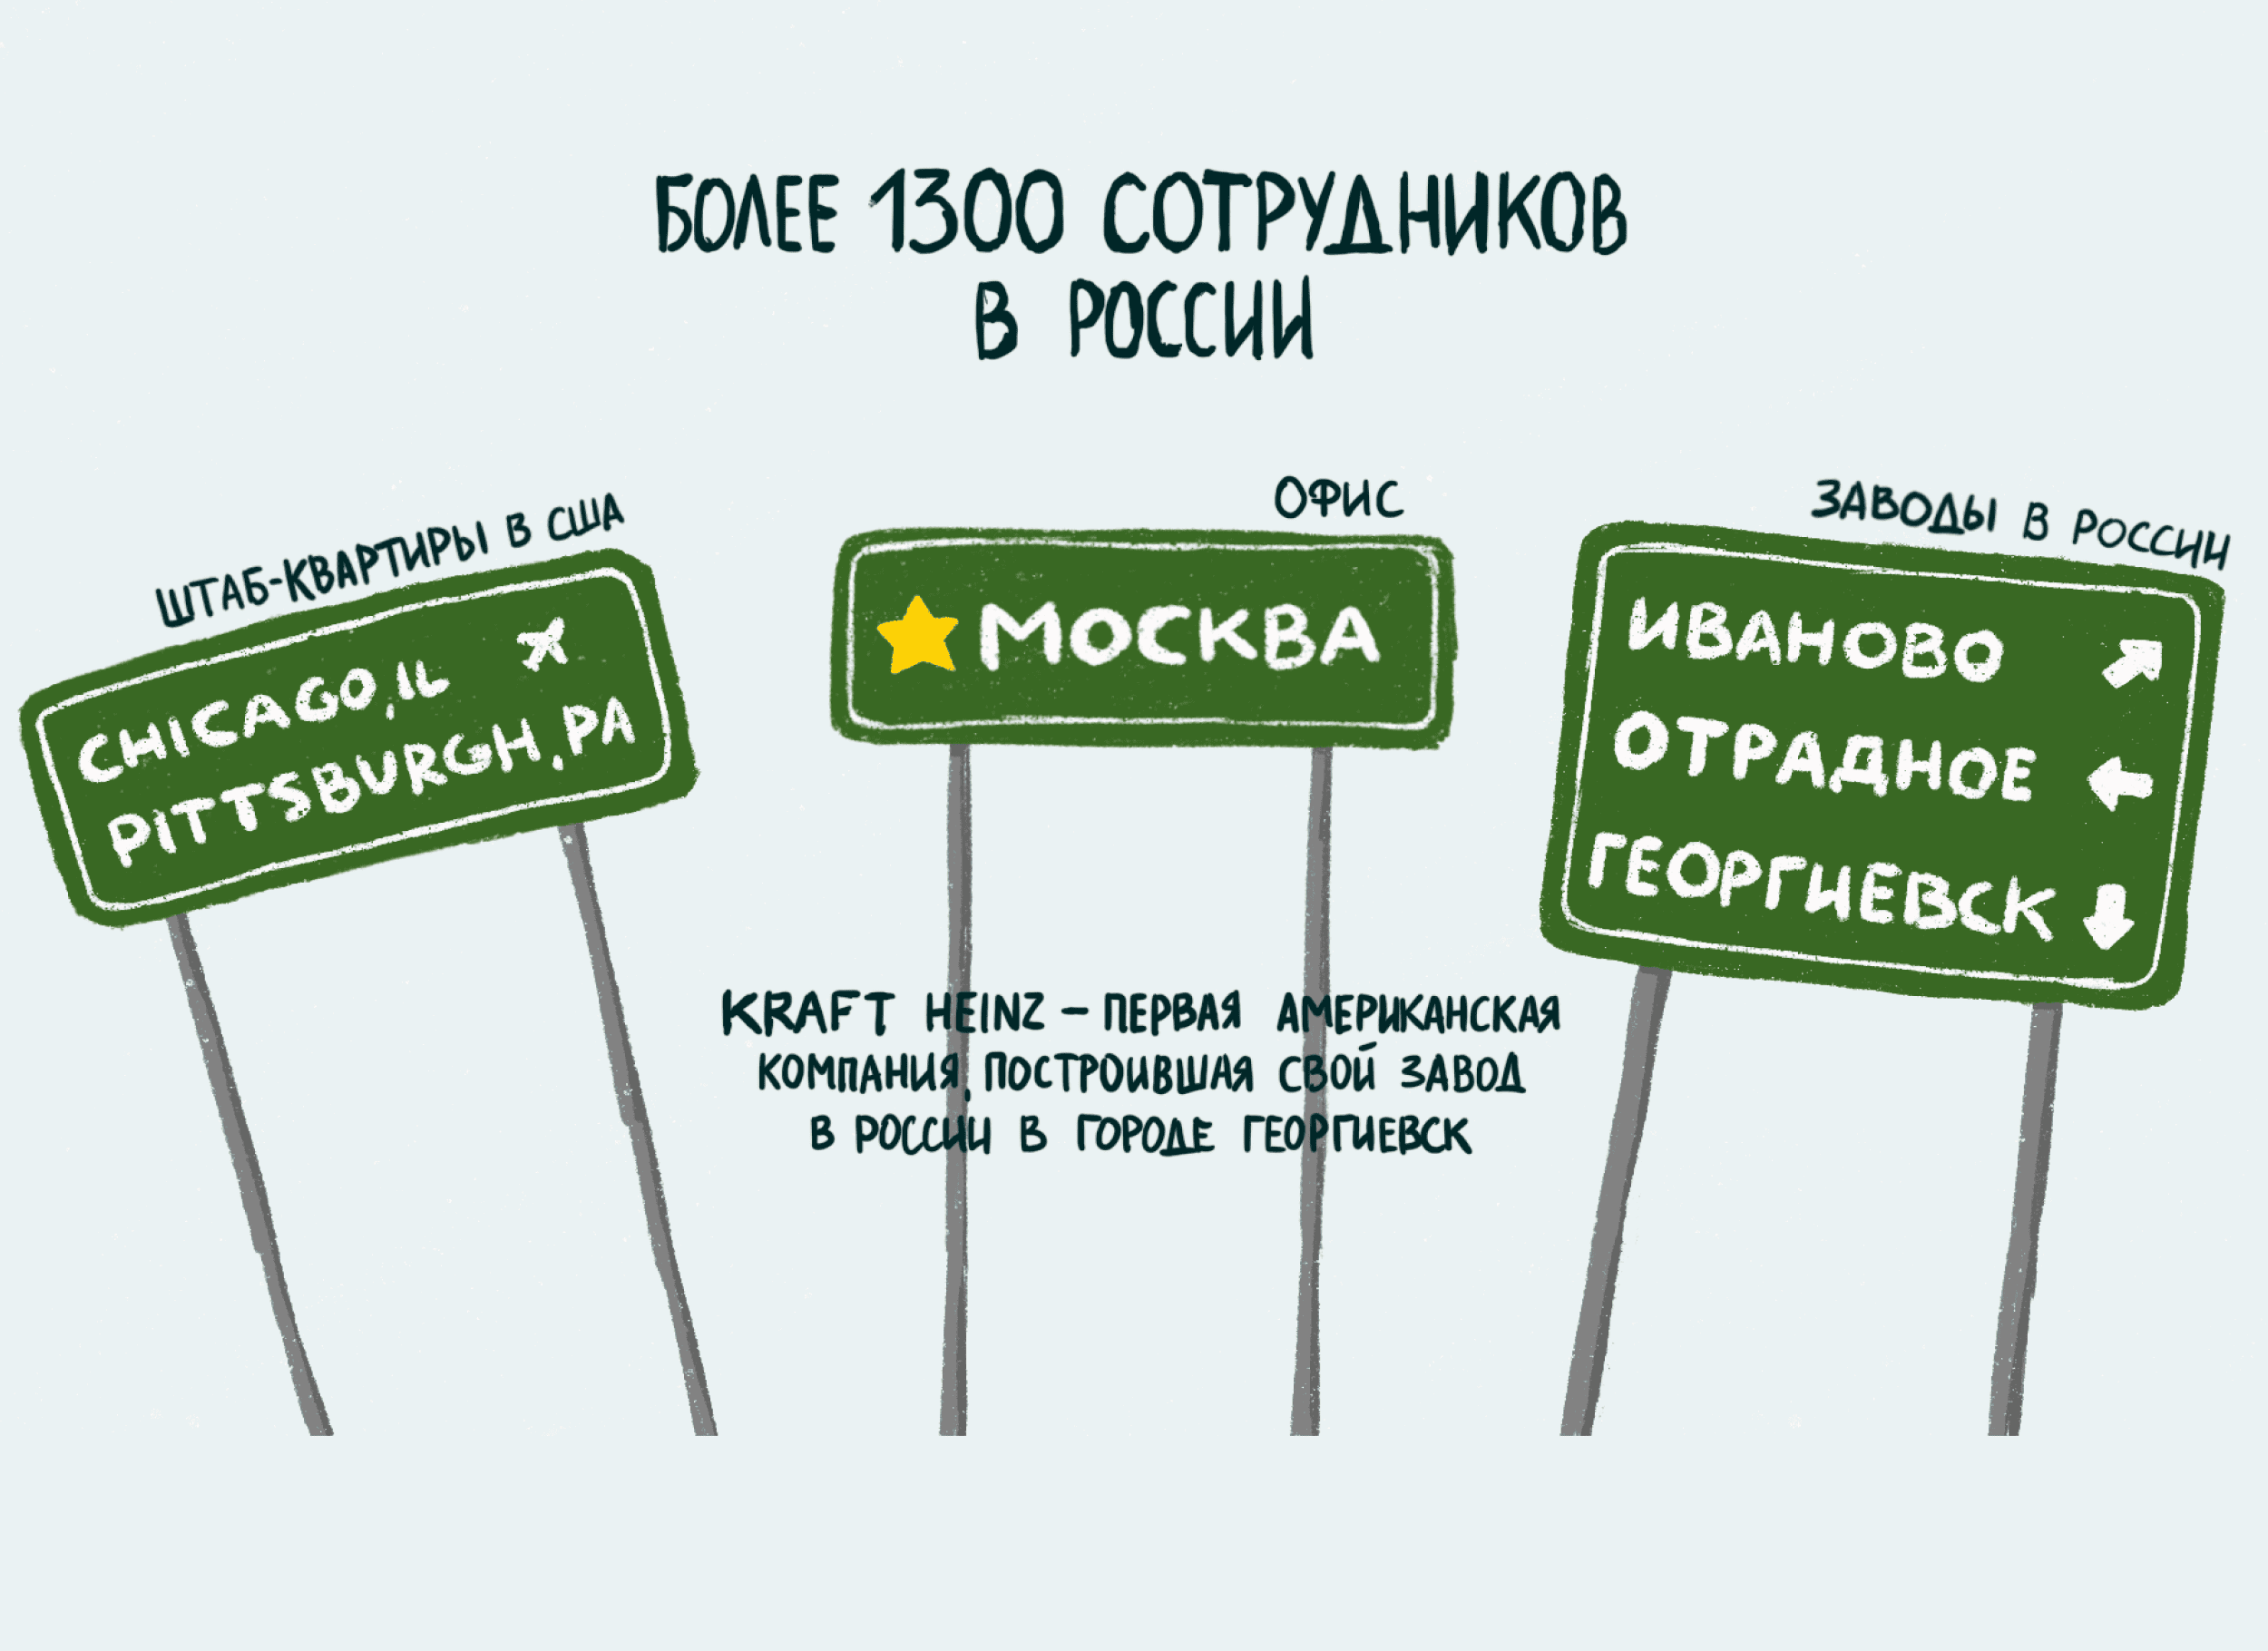 БОЛЕЕ 1300 СОТРУДНИКОВ
В РОССИИ
ШТАБ-КВАРТИРЫ В США
CHICAGO, IL
PITTSBURGH, PA
ОФИС
МОСКВА
ЗАВОДЫ В РОССИИ
ИВАНОВО
ОТРАДНОЕ
ГЕОРГИЕВСК
KRAFT HEINZ – ПЕРВАЯ АМЕРИКАНСКАЯ
КОМПАНИЯ, ПОСТРОИВШАЯ СВОЙ ЗАВОД
В РОССИИ В ГОРОДЕ ГЕОРГИЕВСК